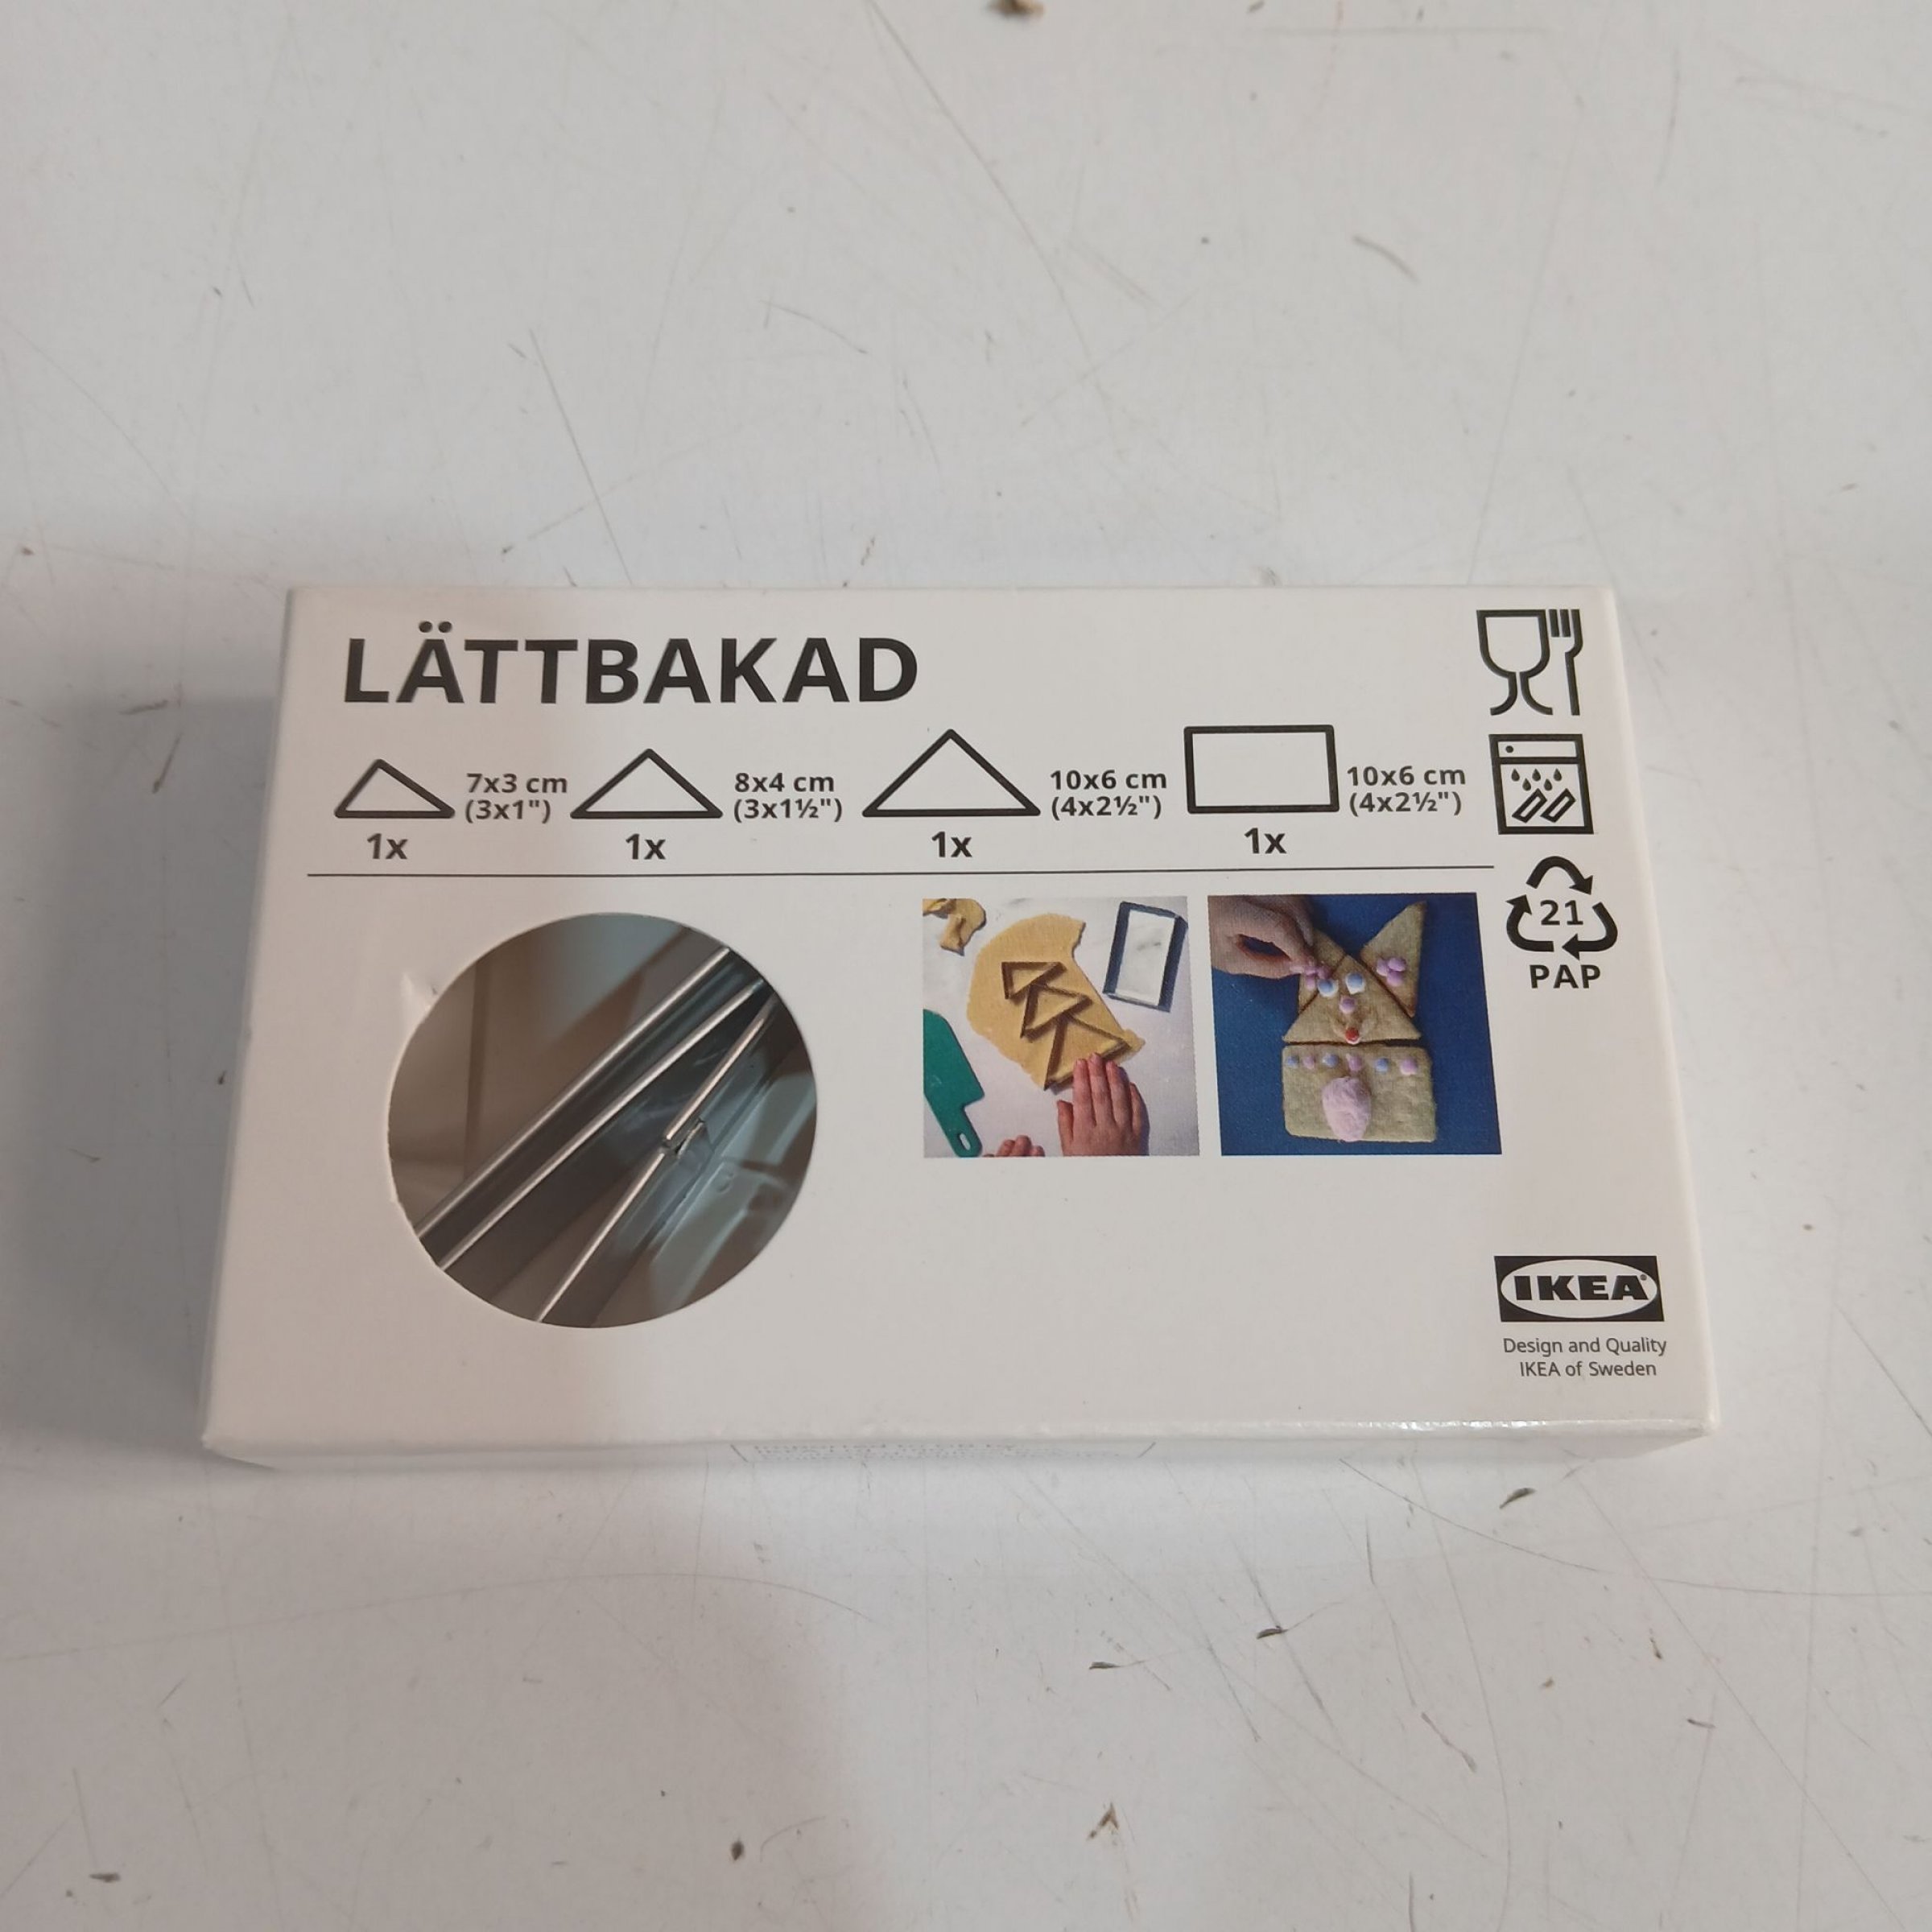 LÄTTBAKAD
7x3 cm
(3x1")
1x
8x4 cm
(3x1½")
1x
10x6 cm
(4x2½")
1x
10x6 cm
(4x2½")
1x
21
PAP
IKEA®
Design and Quality
IKEA of Sweden